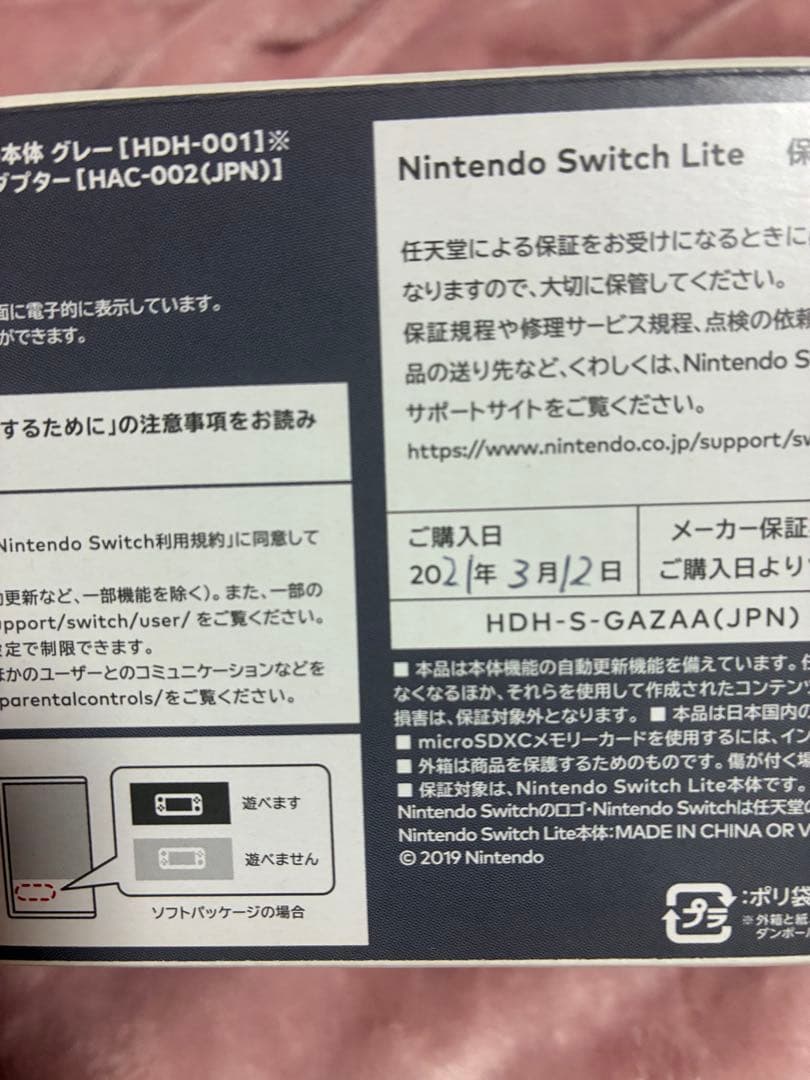 本体 グレー[HDH-001]※
プター[HAC-002(JPN)]
面に電子的に表示しています。
ができます。
するために」の注意事項をお読み
Nintendo Switch利用規約」に同意して
更新など、一部機能を除く)。また、一部の
upport/switch/user/ をご覧ください。
定で制限できます。
ほかのユーザーとのコミュニケーションなどを
parentalcontrols/をご覧ください。
遊べます
遊べません
ソフトパッケージの場合
Nintendo Switch Lite 保
任天堂による保証をお受けになるときに
なりますので、大切に保管してください。
保証規程や修理サービス規程、点検の依頼
品の送り先など、くわしくは、Nintendo S
サポートサイトをご覧ください。
https://www.nintendo.co.jp/support/sw
ご購入日
2021年 3月12日
メーカー保証
ご購入日より
HDH-S-GAZAA(JPN)
■ 本品は本体機能の自動更新機能を備えています。任
なくなるほか、それらを使用して作成されたコンテンツ
損害は、保証対象外となります。 ■ 本品は日本国内の
■ microSDXCメモリーカードを使用するには、イン
■ 外箱は商品を保護するためのものです。傷が付く場
■ 保証対象は、Nintendo Switch Lite本体です。
Nintendo Switchのロゴ・Nintendo Switchは任天堂の
Nintendo Switch Lite本体:MADE IN CHINA OR V
© 2019 Nintendo
プラ
:ポリ袋
※外箱と紙
ダンボール